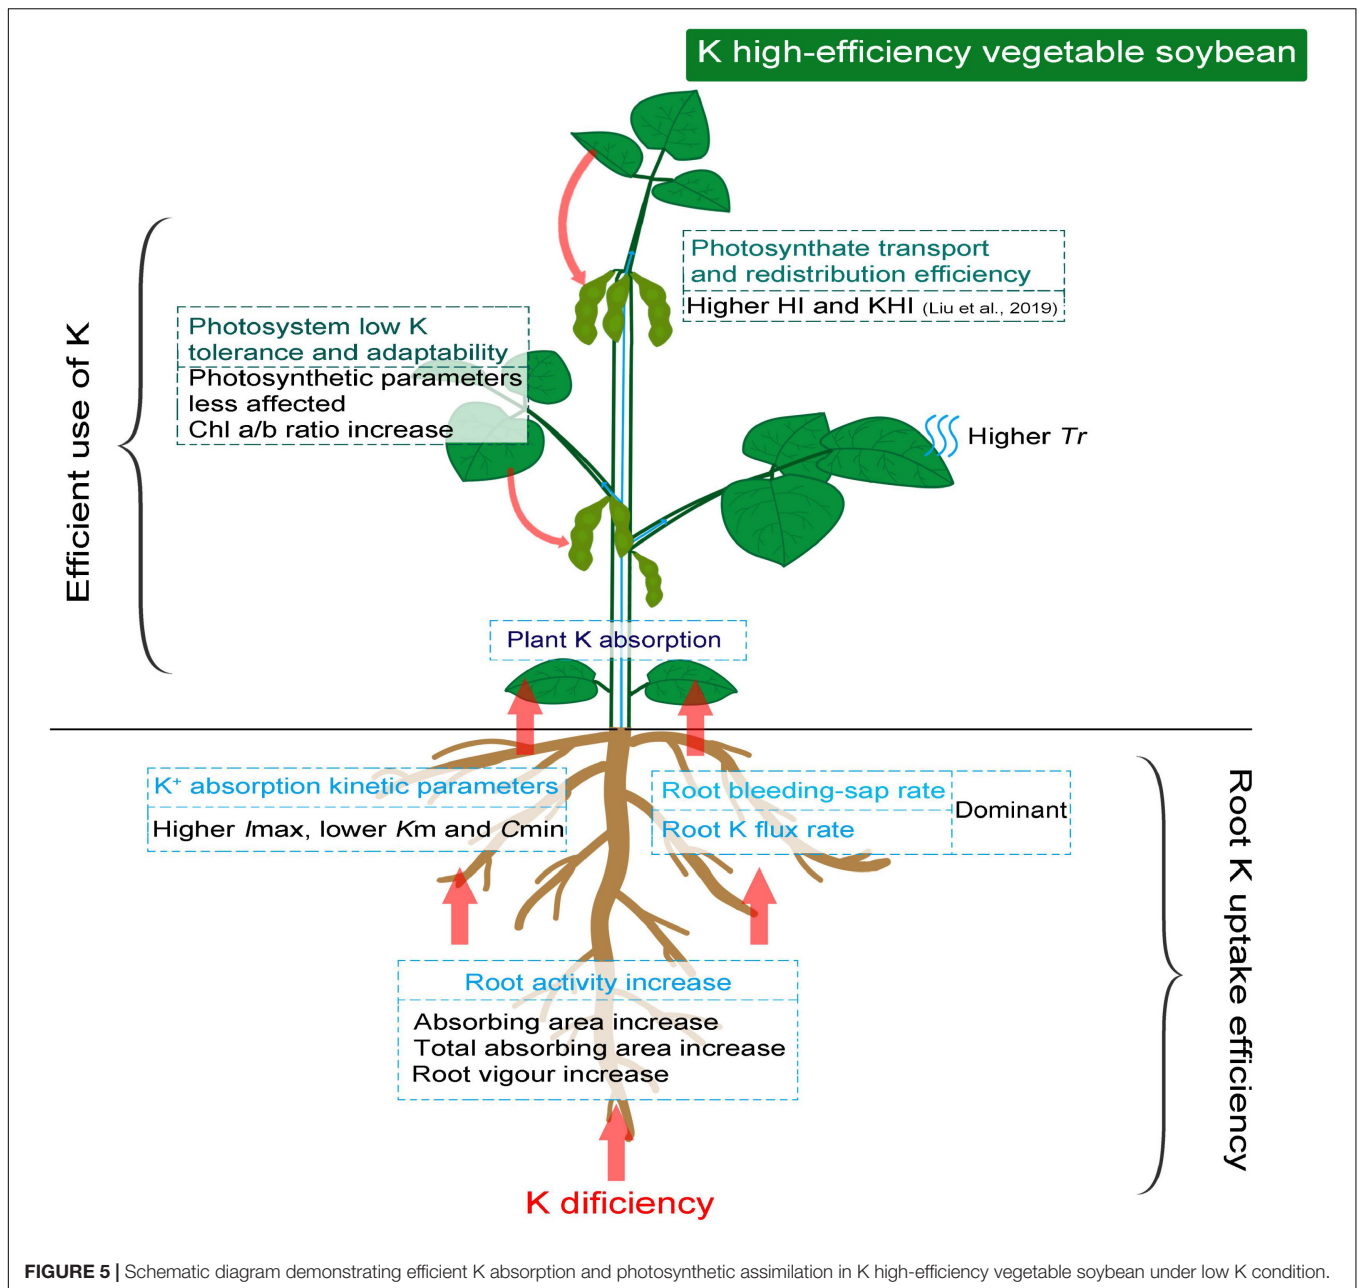 K high-efficiency vegetable soybean
Photosynthate transport
and redistribution efficiency
Higher HI and KHI (Liu et al., 2019)
Efficient use of K
Photosystem low K
tolerance and adaptability
Photosynthetic parameters
less affected
Chl a/b ratio increase
Higher Tr
Plant K absorption
K⁺ absorption kinetic parameters
Higher Imax, lower Km and Cmin
Root bleeding-sap rate
Root K flux rate
Dominant
Root K uptake efficiency
Root activity increase
Absorbing area increase
Total absorbing area increase
Root vigour increase
K dificiency
FIGURE 5 | Schematic diagram demonstrating efficient K absorption and photosynthetic assimilation in K high-efficiency vegetable soybean under low K condition.